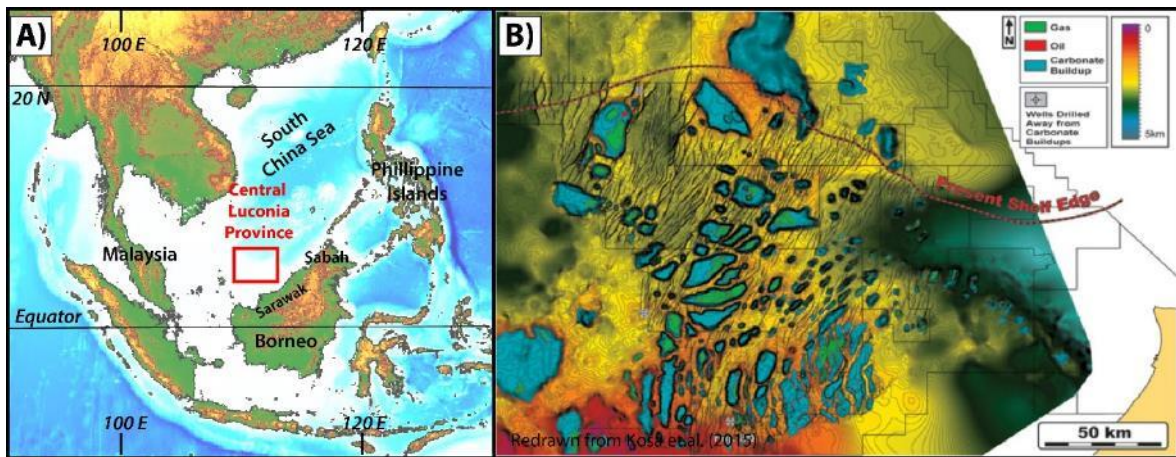 A)
100 E
120 E
20 N
South
China Sea
Phillippine
Islands
Central
Luconia
Province
Malaysia
Sabah
Sarawak
Equator
Borneo
100 E
120 E
B)
N
Gas
Oil
Carbonate
Buildup
Wells Drilled
Away from
Carbonate
Buildups
0
5km
Present Shelf Edge
Redrawn from Kosa et al. (2015)
50 km